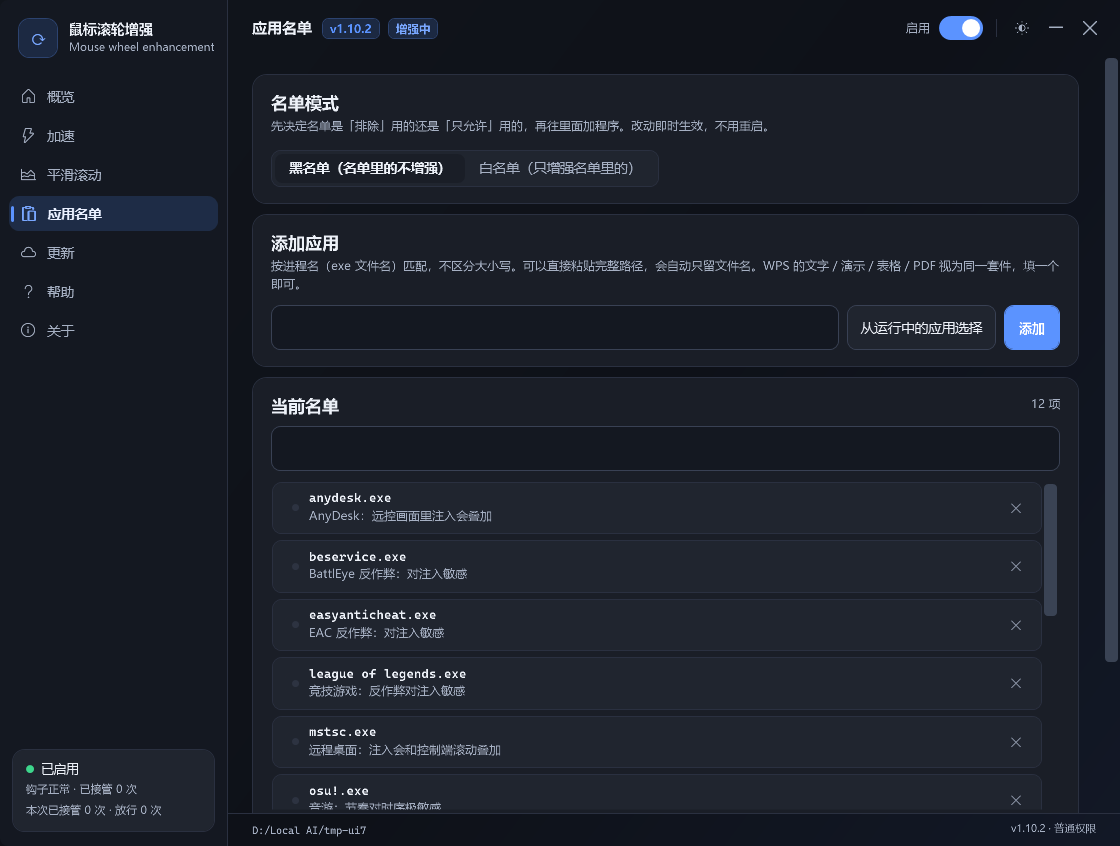 鼠标滚轮增强
Mouse wheel enhancement
概览
加速
平滑滚动
应用名单
更新
帮助
关于
已启用
钩子正常 · 已接管 0 次
本次已接管 0 次 · 放行 0 次
应用名单 v1.10.2 增强中 启用
名单模式
先决定名单是「排除」用的还是「只允许」用的，再往里面加程序。改动即时生效，不用重启。
黑名单（名单里的不增强） 白名单（只增强名单里的）
添加应用
按进程名（exe 文件名）匹配，不区分大小写。可以直接粘贴完整路径，会自动只留文件名。WPS 的文字 / 演示 / 表格 / PDF 视为同一套件，填一个
即可。
从运行中的应用选择 添加
当前名单 12 项
anydesk.exe
AnyDesk：远控画面里注入会叠加
beservice.exe
BattlEye 反作弊：对注入敏感
easyanticheat.exe
EAC 反作弊：对注入敏感
league of legends.exe
竞技游戏：反作弊对注入敏感
mstsc.exe
远程桌面：注入会和控制端滚动叠加
osu!.exe
音游：节奏对时序极敏感
D:/Local AI/tmp-ui7 v1.10.2 · 普通权限